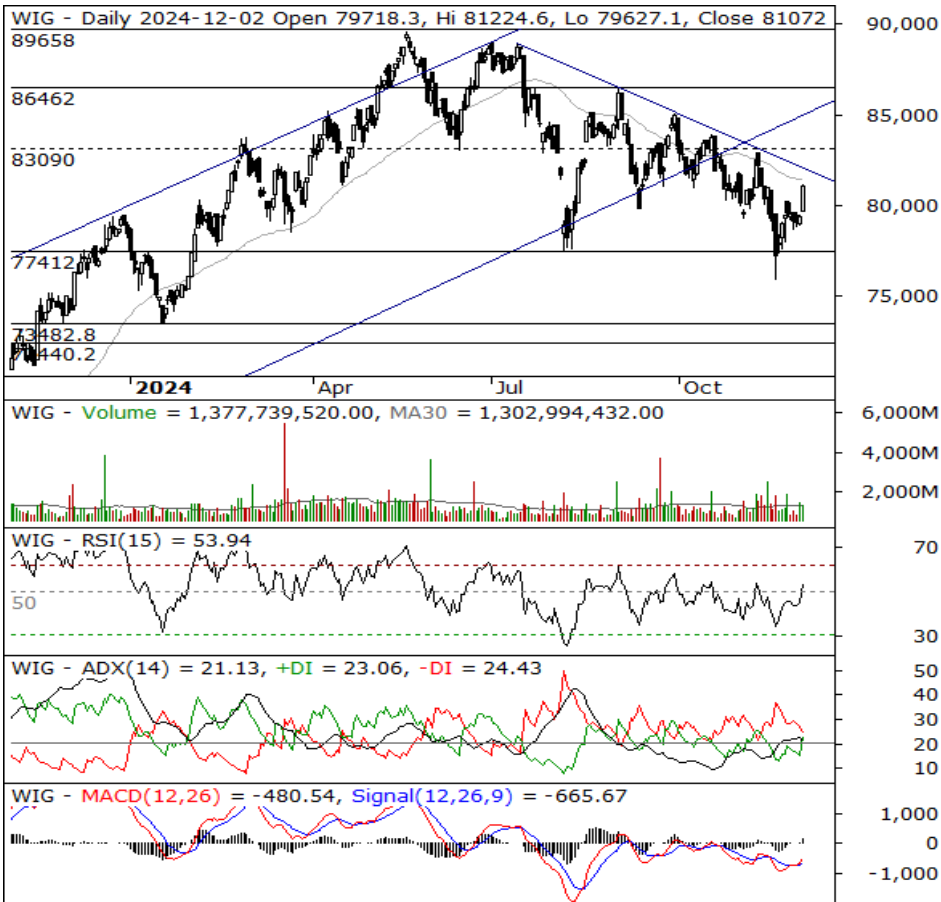 WIG - Daily 2024-12-02 Open 79718.3, Hi 81224.6, Lo 79627.1, Close 81072
90,000
89658
86462
85,000
83090
80,000
77412
75,000
73482.8
440.2
2024 Apr Jul Oct
WIG - Volume = 1,377,739,520.00, MA30 = 1,302,994,432.00
6,000M
4,000M
2,000M
WIG - RSI(15) = 53.94
70
50
30
WIG - ADX(14) = 21.13, +DI = 23.06, -DI = 24.43
50
40
30
20
10
WIG - MACD(12,26) = -480.54, Signal(12,26,9) = -665.67
1,000
0
-1,000